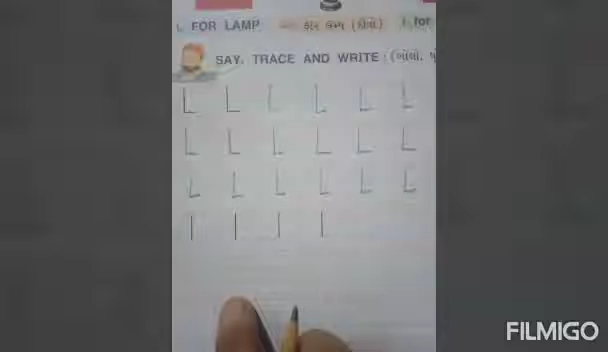 L FOR LAMP લ ફોર લેમ્પ (દીવો) L for
SAY, TRACE AND WRITE : (બોલો,
L L L L L L
L L L L L L
L L L L L L
| | | |
FILMIGO